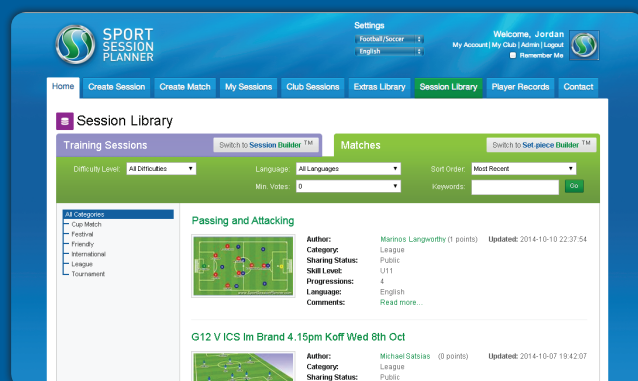 SPORT
SESSION
PLANNER
Settings
Football/Soccer
English
Welcome, Jordan
My Account | My Club | Admin | Logout
Remember Me
Home Create Session Create Match My Sessions Club Sessions Extras Library Session Library Player Records Contact
Session Library
Training Sessions Switch to Session Builder TM Matches Switch to Set-piece Builder TM
Difficulty Level: All Difficulties Language: All Languages Sort Order: Most Recent
Min. Votes: 0 Keywords: Go
All Categories
Cup Match
Festival
Friendly
International
League
Tournament
Passing and Attacking
Author: Marinos Langworthy (1 points) Updated: 2014-10-10 22:37:54
Category: League
Sharing Status: Public
Skill Level: U11
Progressions: 4
Language: English
Comments: Read more...
G12 V ICS Im Brand 4.15pm Koff Wed 8th Oct
Author: Michael Satsias (0 points) Updated: 2014-10-07 19:42:07
Category: League
Sharing Status: Public